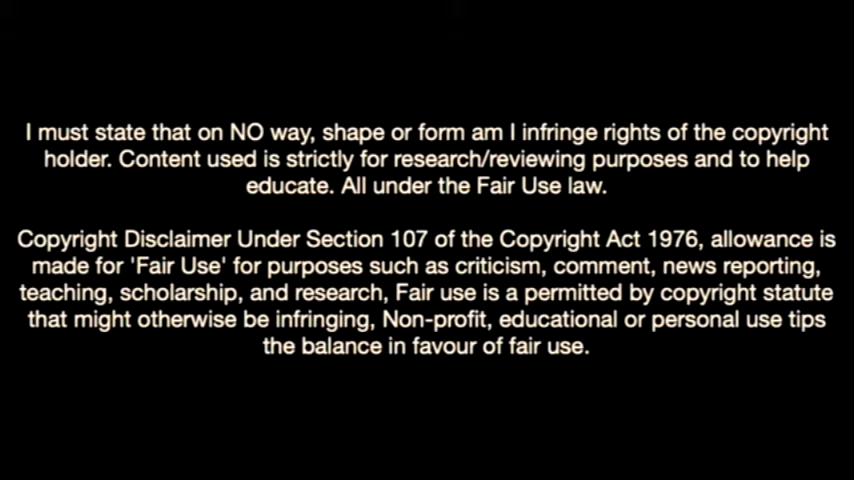 I must state that on NO way, shape or form am I infringe rights of the copyright
holder. Content used is strictly for research/reviewing purposes and to help
educate. All under the Fair Use law.
Copyright Disclaimer Under Section 107 of the Copyright Act 1976, allowance is
made for 'Fair Use' for purposes such as criticism, comment, news reporting,
teaching, scholarship, and research, Fair use is a permitted by copyright statute
that might otherwise be infringing, Non-profit, educational or personal use tips
the balance in favour of fair use.